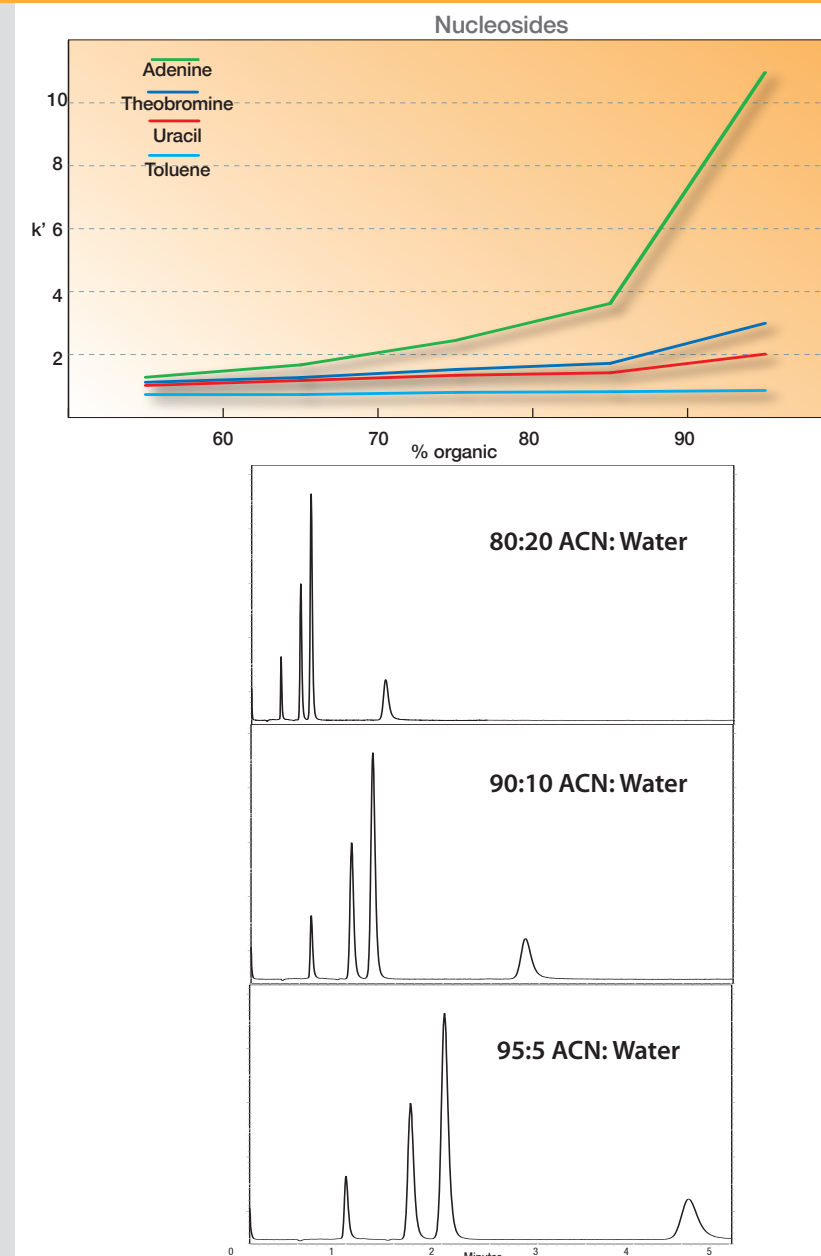 Nucleosides
Adenine
Theobromine
Uracil
Toluene
10
8
k' 6
4
2
60 70 80 90
% organic
80:20 ACN: Water
90:10 ACN: Water
95:5 ACN: Water
0 1 2 3 4 5
Minutes